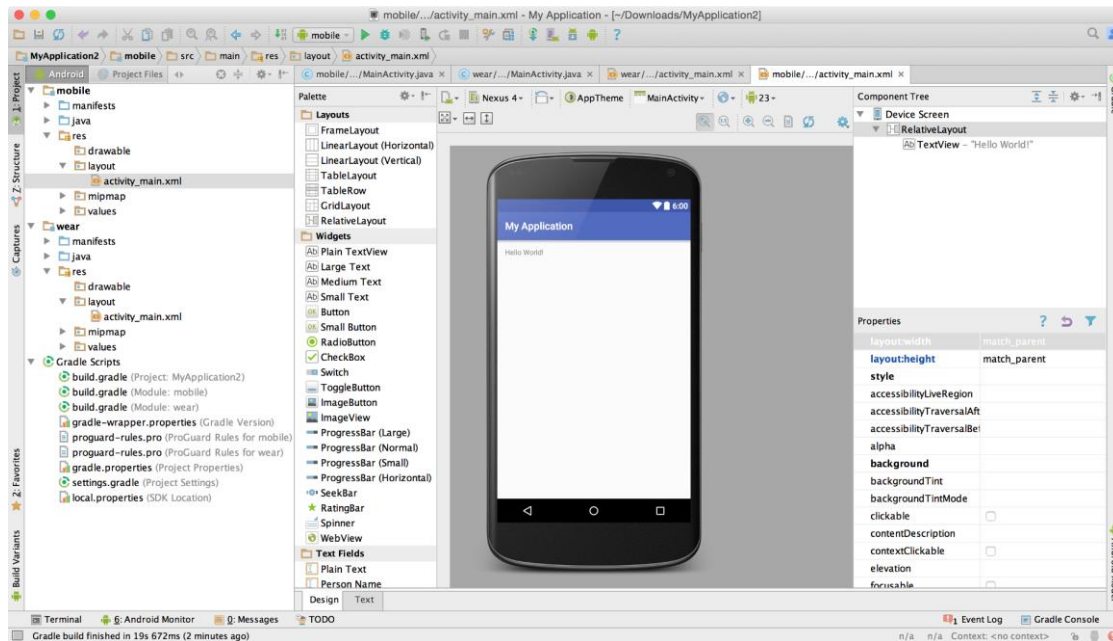 mobile/.../activity_main.xml - My Application - [~/Downloads/MyApplication2]
mobile
MyApplication2 mobile src main res layout activity_main.xml
1: Project
Z: Structure
Captures
2: Favorites
Build Variants
Android Project Files
mobile
manifests
java
res
drawable
layout
activity_main.xml
mipmap
values
wear
manifests
java
res
drawable
layout
activity_main.xml
mipmap
values
Gradle Scripts
build.gradle (Project: MyApplication2)
build.gradle (Module: mobile)
build.gradle (Module: wear)
gradle-wrapper.properties (Gradle Version)
proguard-rules.pro (ProGuard Rules for mobile)
proguard-rules.pro (ProGuard Rules for wear)
gradle.properties (Project Properties)
settings.gradle (Project Settings)
local.properties (SDK Location)
mobile/.../MainActivity.java wear/.../MainActivity.java wear/.../activity_main.xml mobile/.../activity_main.xml
Palette
Layouts
FrameLayout
LinearLayout (Horizontal)
LinearLayout (Vertical)
TableLayout
TableRow
GridLayout
RelativeLayout
Widgets
Ab Plain TextView
Ab Large Text
Ab Medium Text
Ab Small Text
OK Button
OK Small Button
RadioButton
CheckBox
Switch
ToggleButton
ImageButton
ImageView
ProgressBar (Large)
ProgressBar (Normal)
ProgressBar (Small)
ProgressBar (Horizontal)
SeekBar
RatingBar
Spinner
WebView
Text Fields
Plain Text
Person Name
Nexus 4 AppTheme MainActivity 23
6:00
My Application
Hello World!
Design Text
Component Tree
Device Screen
RelativeLayout
Ab TextView - "Hello World!"
Properties
layout:width match_parent
layout:height match_parent
style
accessibilityLiveRegion
accessibilityTraversalAft
accessibilityTraversalBef
alpha
background
backgroundTint
backgroundTintMode
clickable
contentDescription
contextClickable
elevation
focusable
Terminal 6: Android Monitor 0: Messages TODO
1 Event Log Gradle Console
Gradle build finished in 19s 672ms (2 minutes ago)
n/a n/a Context: <no context>